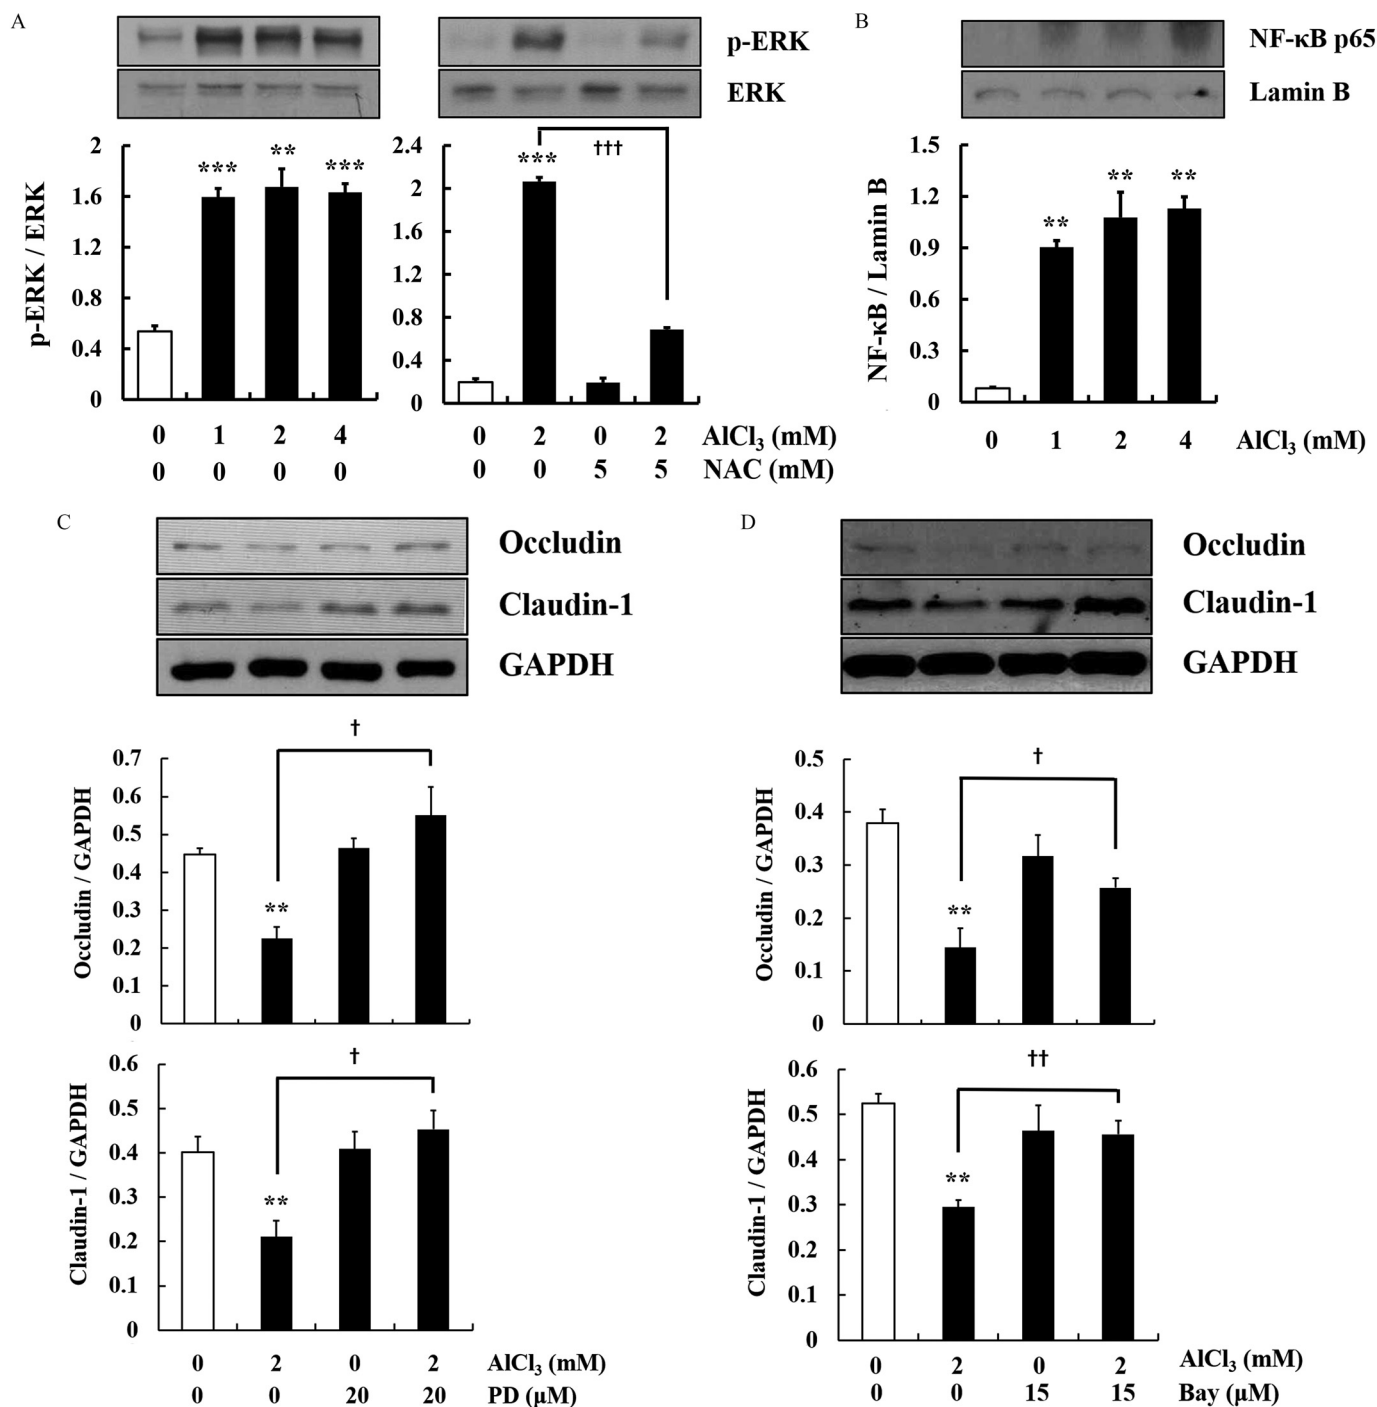 A
p-ERK
ERK
p-ERK / ERK
2
1.6
1.2
0.8
0.4
0
*** ** ***
2.4
2
1.6
1.2
0.8
0.4
0
***
†††
0 1 2 4 0 2 0 2 AlCl₃ (mM)
0 0 0 0 0 0 5 5 NAC (mM)
B
NF-κB p65
Lamin B
NF-κB / Lamin B
1.5
1.2
0.9
0.6
0.3
0
** ** **
0 1 2 4 AlCl₃ (mM)
C
Occludin
Claudin-1
GAPDH
Occludin / GAPDH
0.7
0.6
0.5
0.4
0.3
0.2
0.1
0
†
**
Claudin-1 / GAPDH
0.6
0.5
0.4
0.3
0.2
0.1
0
†
**
0 2 0 2 AlCl₃ (mM)
0 0 20 20 PD (μM)
D
Occludin
Claudin-1
GAPDH
Occludin / GAPDH
0.5
0.4
0.3
0.2
0.1
0
†
**
Claudin-1 / GAPDH
0.6
0.5
0.4
0.3
0.2
0.1
0
††
**
0 2 0 2 AlCl₃ (mM)
0 0 15 15 Bay (μM)